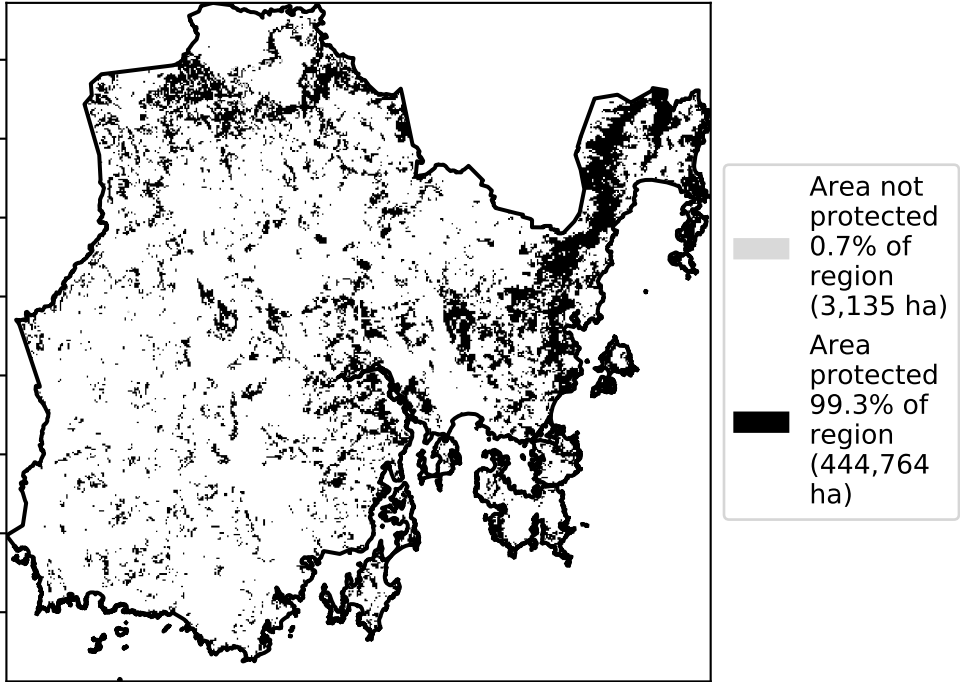 Area not
protected
0.7% of
region
(3,135 ha)
Area
protected
99.3% of
region
(444,764
ha)